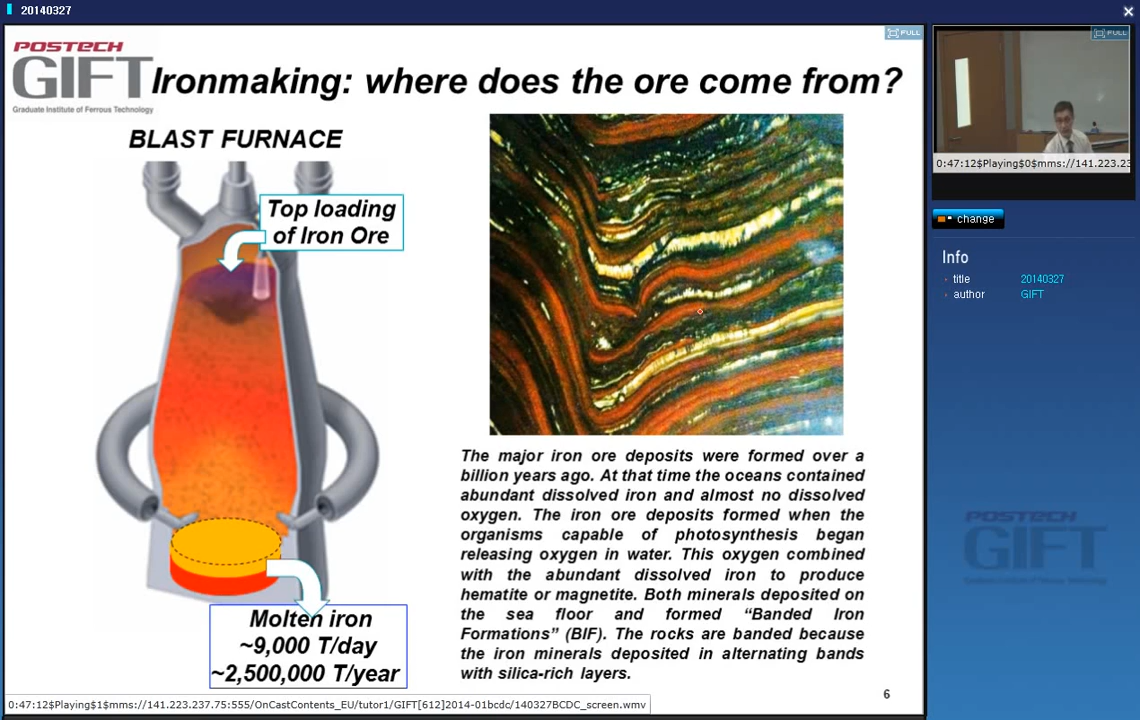 20140327
POSTECH
GIFT
Graduate Institute of Ferrous Technology
Ironmaking: where does the ore come from?
FULL
BLAST FURNACE
Top loading
of Iron Ore
Molten iron
~9,000 T/day
~2,500,000 T/year
The major iron ore deposits were formed over a
billion years ago. At that time the oceans contained
abundant dissolved iron and almost no dissolved
oxygen. The iron ore deposits formed when the
organisms capable of photosynthesis began
releasing oxygen in water. This oxygen combined
with the abundant dissolved iron to produce
hematite or magnetite. Both minerals deposited on
the sea floor and formed “Banded Iron
Formations” (BIF). The rocks are banded because
the iron minerals deposited in alternating bands
with silica-rich layers.
6
0:47:12$Playing$1$mms://141.223.237.75:555/OnCastContents_EU/tutor1/GIFT[612]2014-01bcdc/140327BCDC_screen.wmv
FULL
0:47:12$Playing$0$mms://141.223.23
change
Info
title 20140327
author GIFT
POSTECH
GIFT